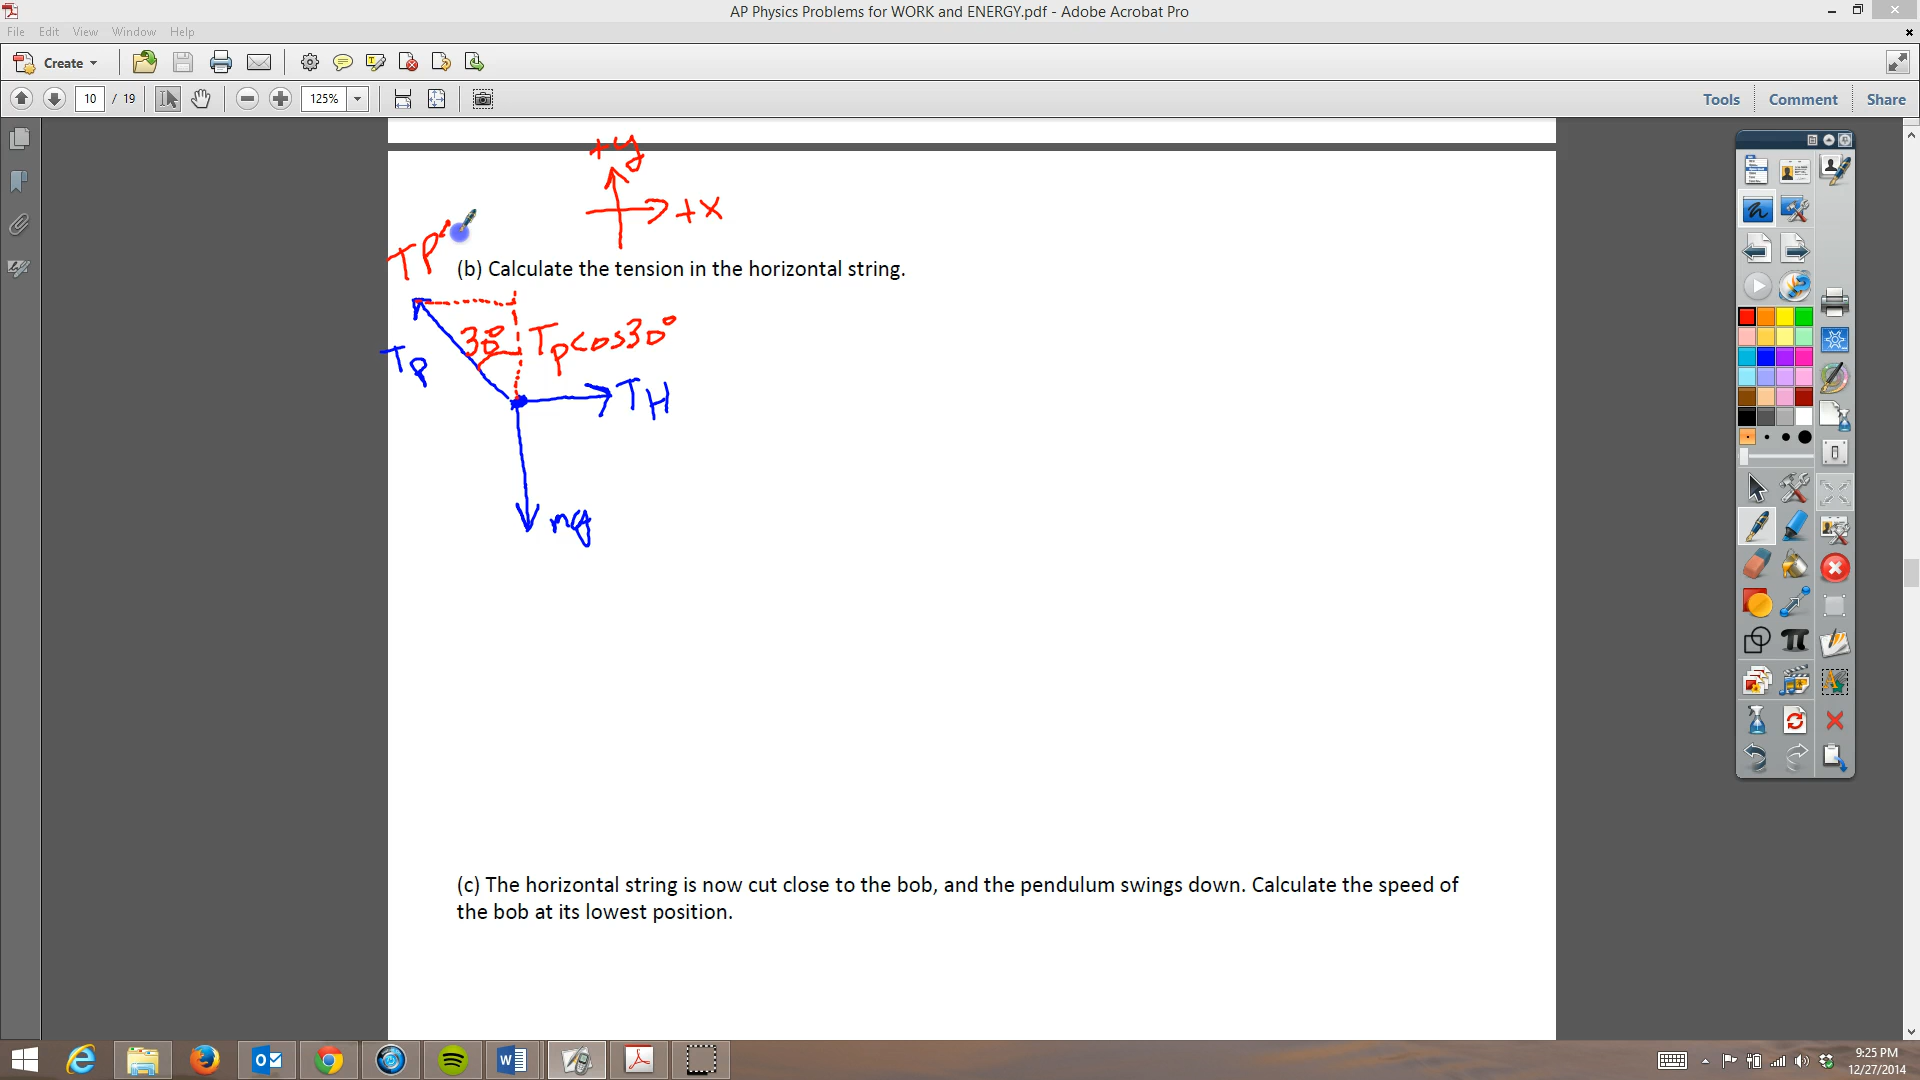 AP Physics Problems for WORK and ENERGY.pdf - Adobe Acrobat Pro
File Edit View Window Help
Create
10 / 19 125% Tools Comment Share
+y
+x
TP
(b) Calculate the tension in the horizontal string.
30° Tpcos30°
Tp
TH
mg
(c) The horizontal string is now cut close to the bob, and the pendulum swings down. Calculate the speed of
the bob at its lowest position.
9:25 PM
12/27/2014